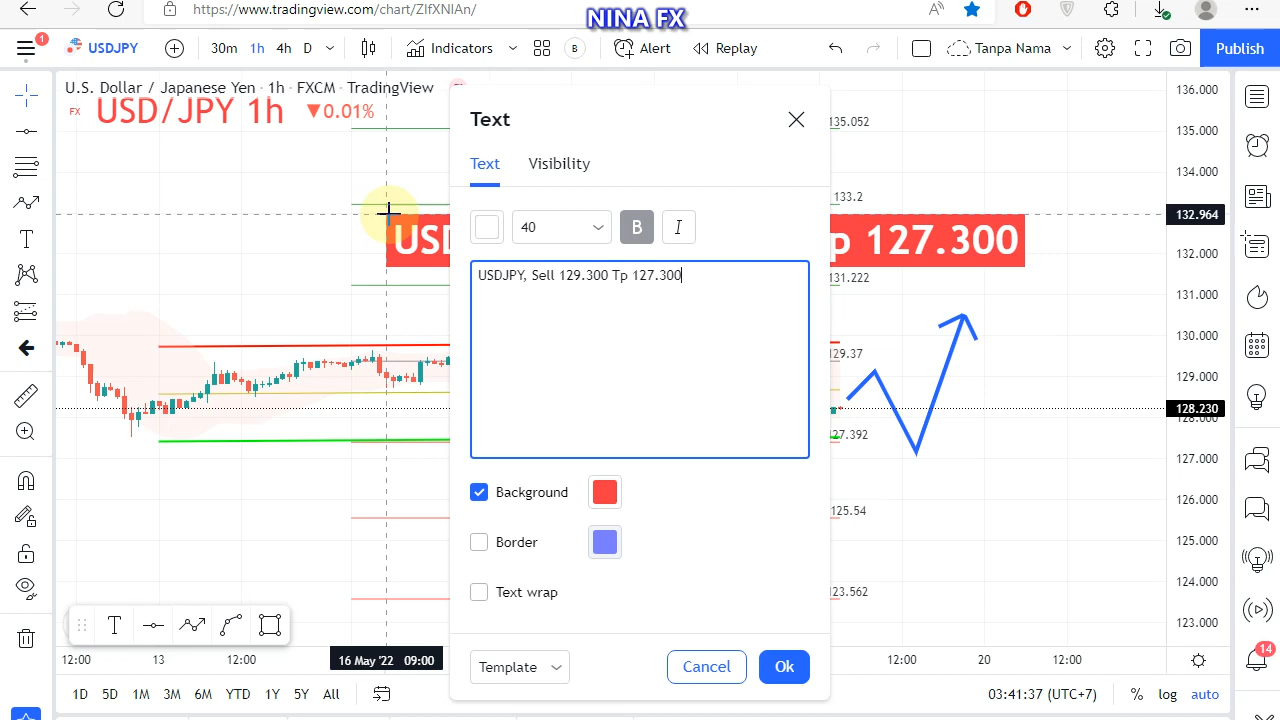 https://www.tradingview.com/chart/ZIfXNIAn/
NINA FX
1
USDJPY
30m
1h
4h
D
Indicators
B
Alert
Replay
Tanpa Nama
Publish
U.S. Dollar / Japanese Yen · 1h · FXCM · TradingView
FX
USD/JPY 1h
▼0.01%
Text
Text
Visibility
40
B
I
USDJPY, Sell 129.300 Tp 127.300
Background
Border
Text wrap
Template
Cancel
Ok
USD
p 127.300
135.052
133.2
131.222
129.37
127.392
125.54
123.562
136.000
135.000
134.000
132.964
132.000
131.000
130.000
129.000
128.230
128.000
127.000
126.000
125.000
124.000
123.000
12:00
13
12:00
16 May '22 09:00
12:00
20
12:00
1D
5D
1M
3M
6M
YTD
1Y
5Y
All
03:41:37 (UTC+7)
%
log
auto
14